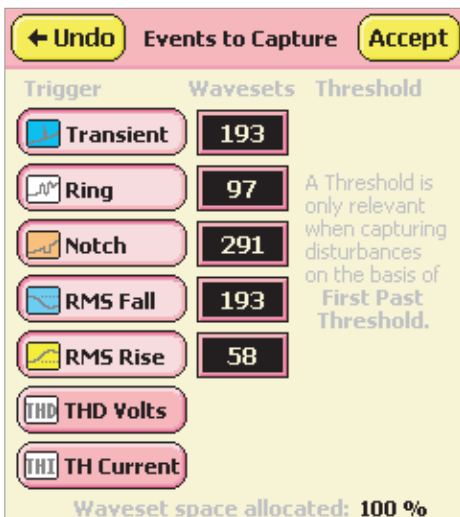 Undo Events to Capture Accept
Trigger Wavesets Threshold
Transient 193
Ring 97
Notch 291
RMS Fall 193
RMS Rise 58
THD THD Volts
THI TH Current
A Threshold is
only relevant
when capturing
disturbances
on the basis of
First Past
Threshold.
Waveset space allocated: 100 %